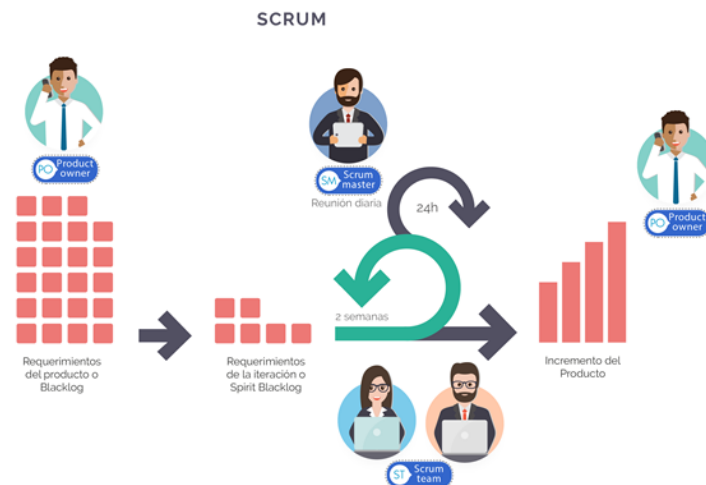 SCRUM
PO
Product
owner
Requerimientos
del producto o
Blacklog
Requerimientos
de la iteración o
Spirit Blacklog
SM
Scrum
master
Reunión diaria
24h
2 semanas
ST
Scrum
team
PO
Product
owner
Incremento del
Producto